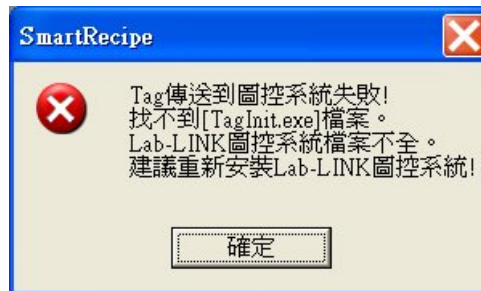 SmartRecipe
Tag傳送到圖控系統失敗!
找不到[TagInit.exe]檔案。
Lab-LINK圖控系統檔案不全。
建議重新安裝Lab-LINK圖控系統!
確定